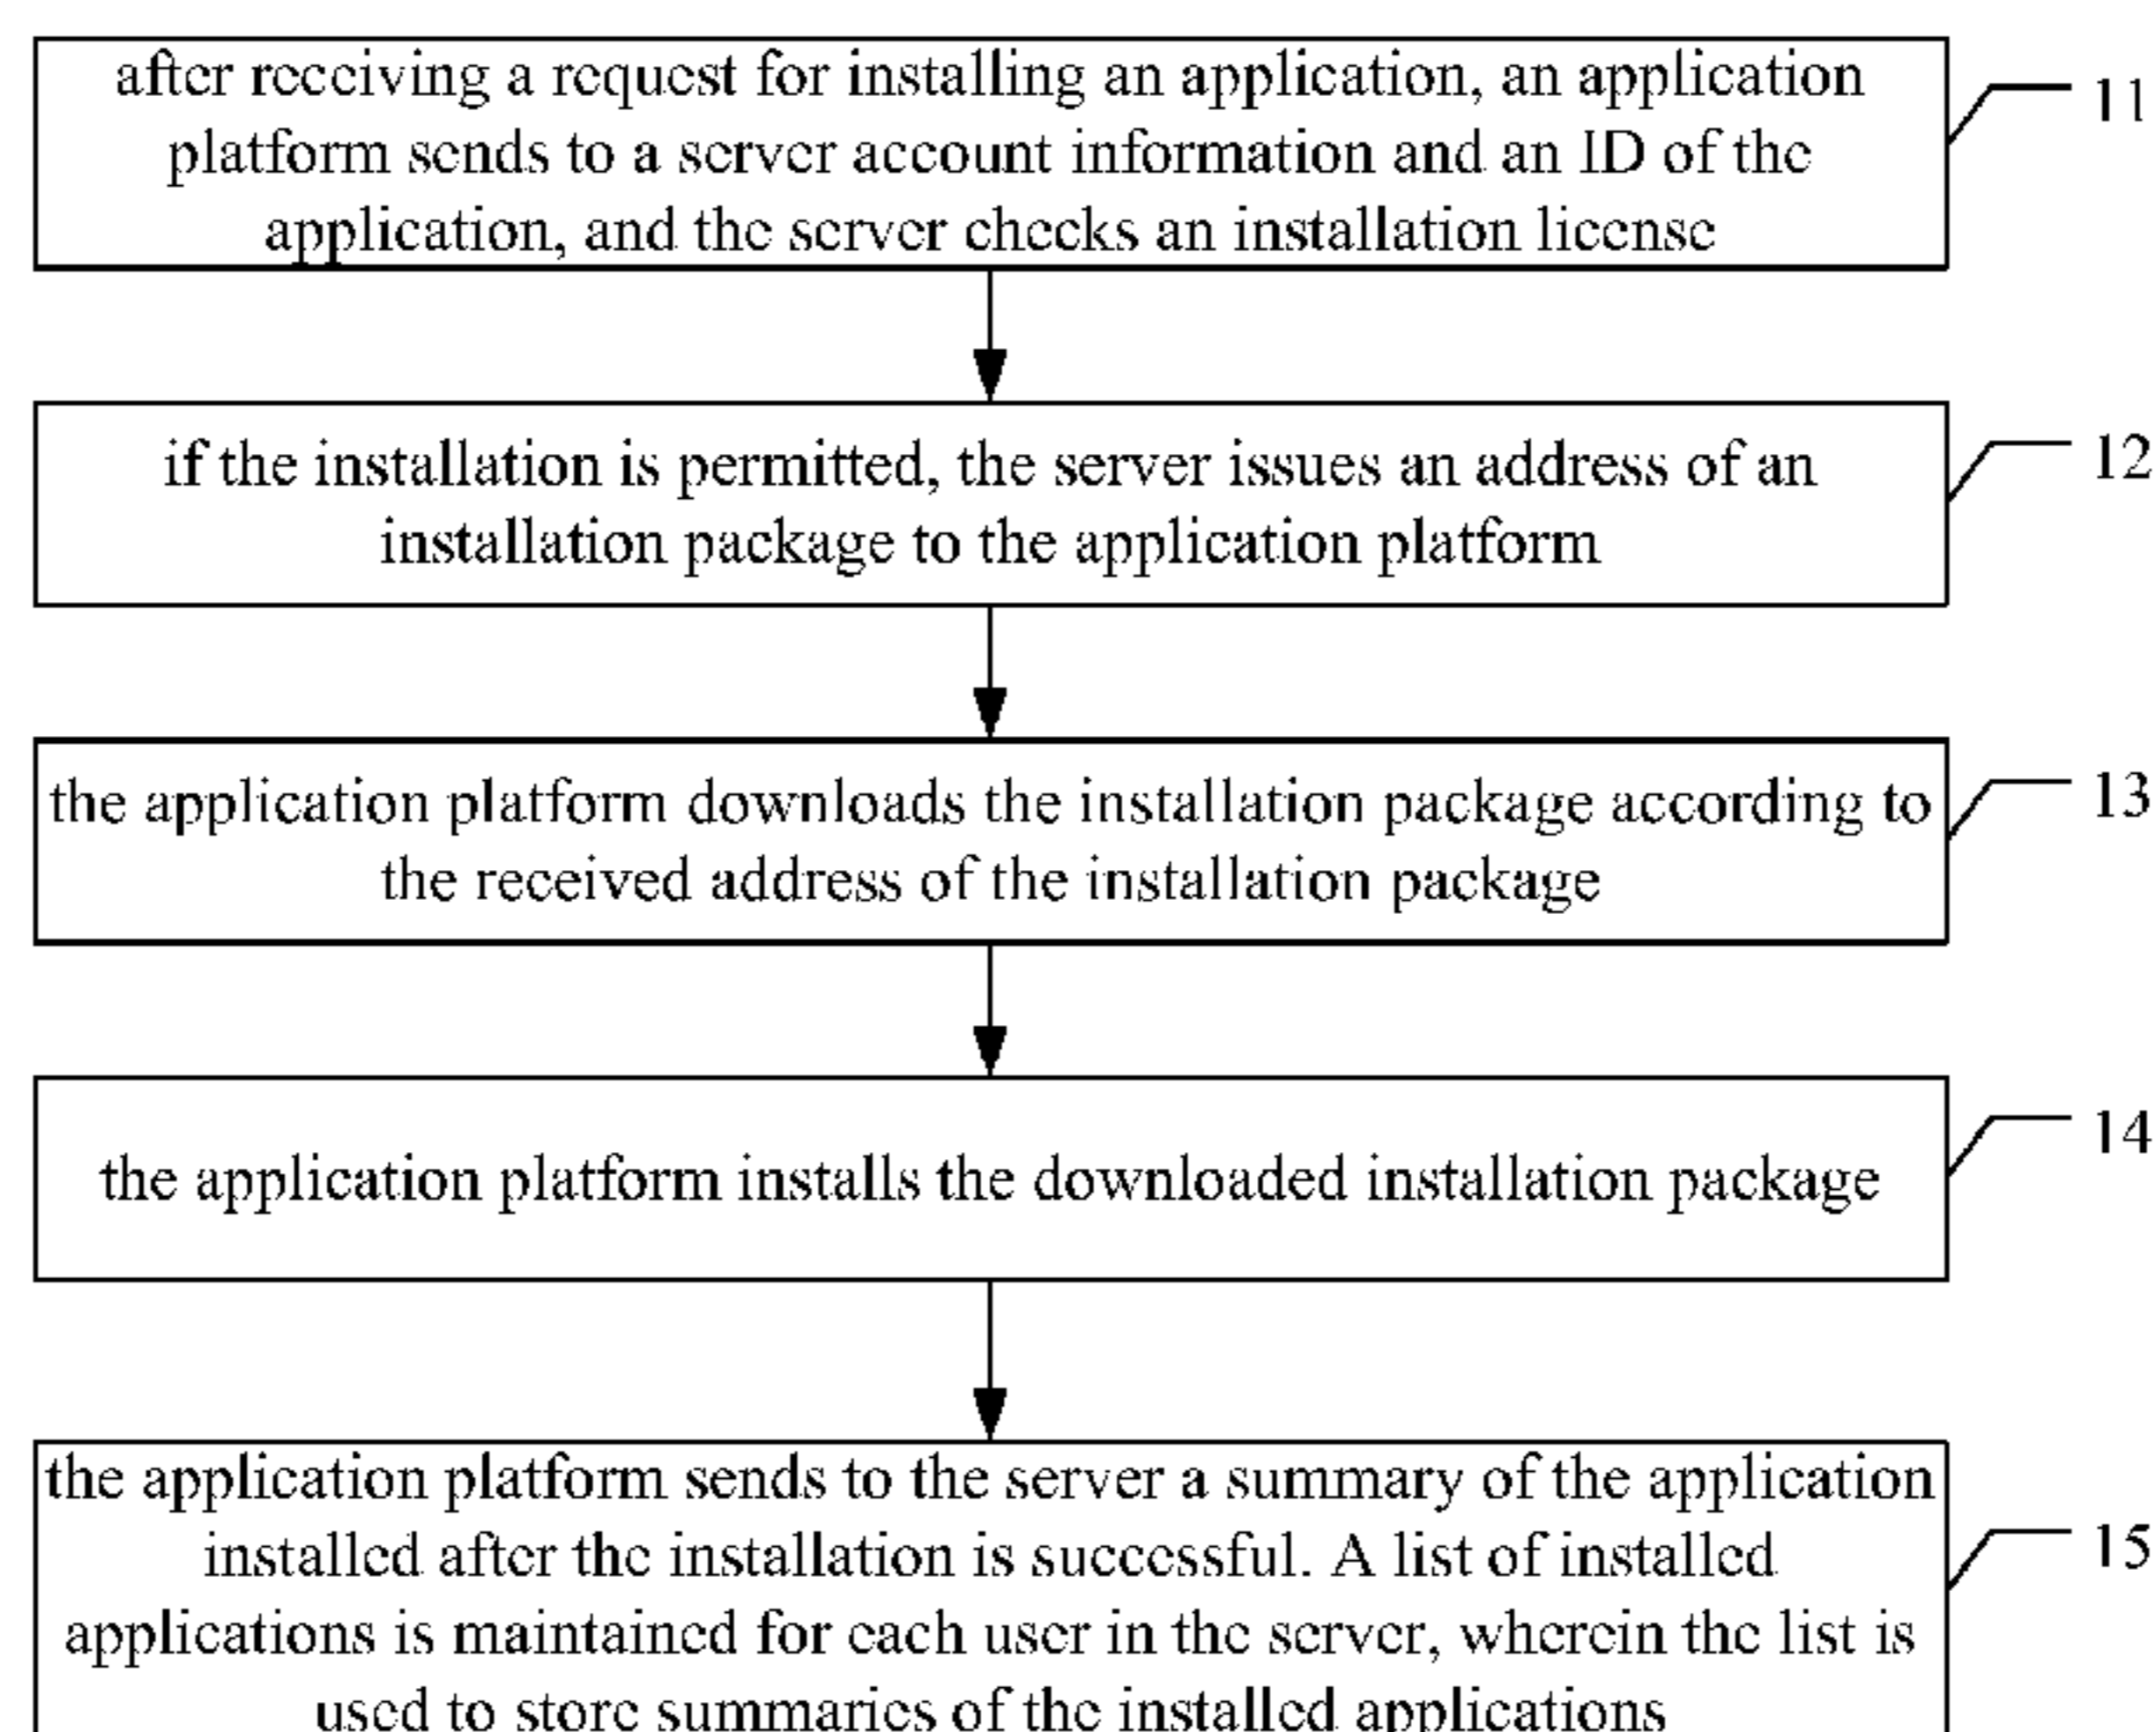 after receiving a request for installing an application, an application
platform sends to a server account information and an ID of the
application, and the server checks an installation license
11
if the installation is permitted, the server issues an address of an
installation package to the application platform
12
the application platform downloads the installation package according to
the received address of the installation package
13
the application platform installs the downloaded installation package
14
the application platform sends to the server a summary of the application
installed after the installation is successful. A list of installed
applications is maintained for each user in the server, wherein the list is
used to store summaries of the installed applications
15